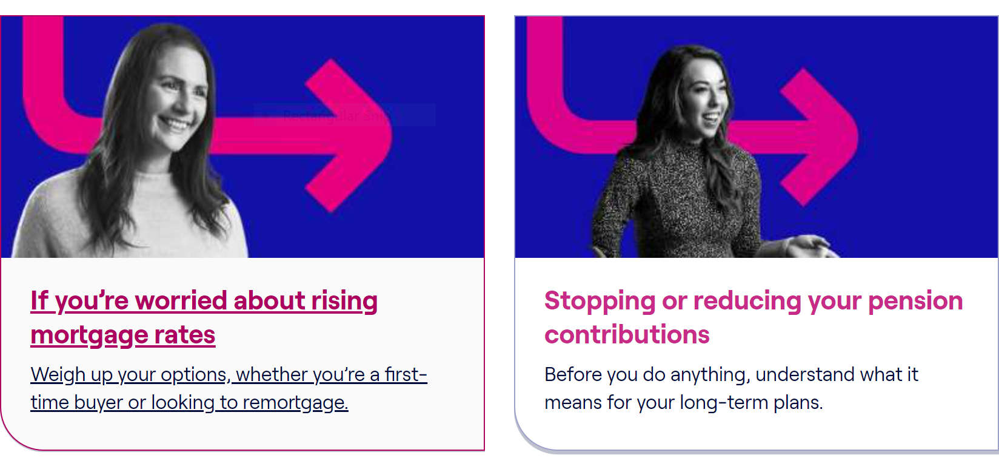 Rectangular Snip
If you’re worried about rising
mortgage rates
Weigh up your options, whether you’re a first-
time buyer or looking to remortgage.
Stopping or reducing your pension
contributions
Before you do anything, understand what it
means for your long-term plans.